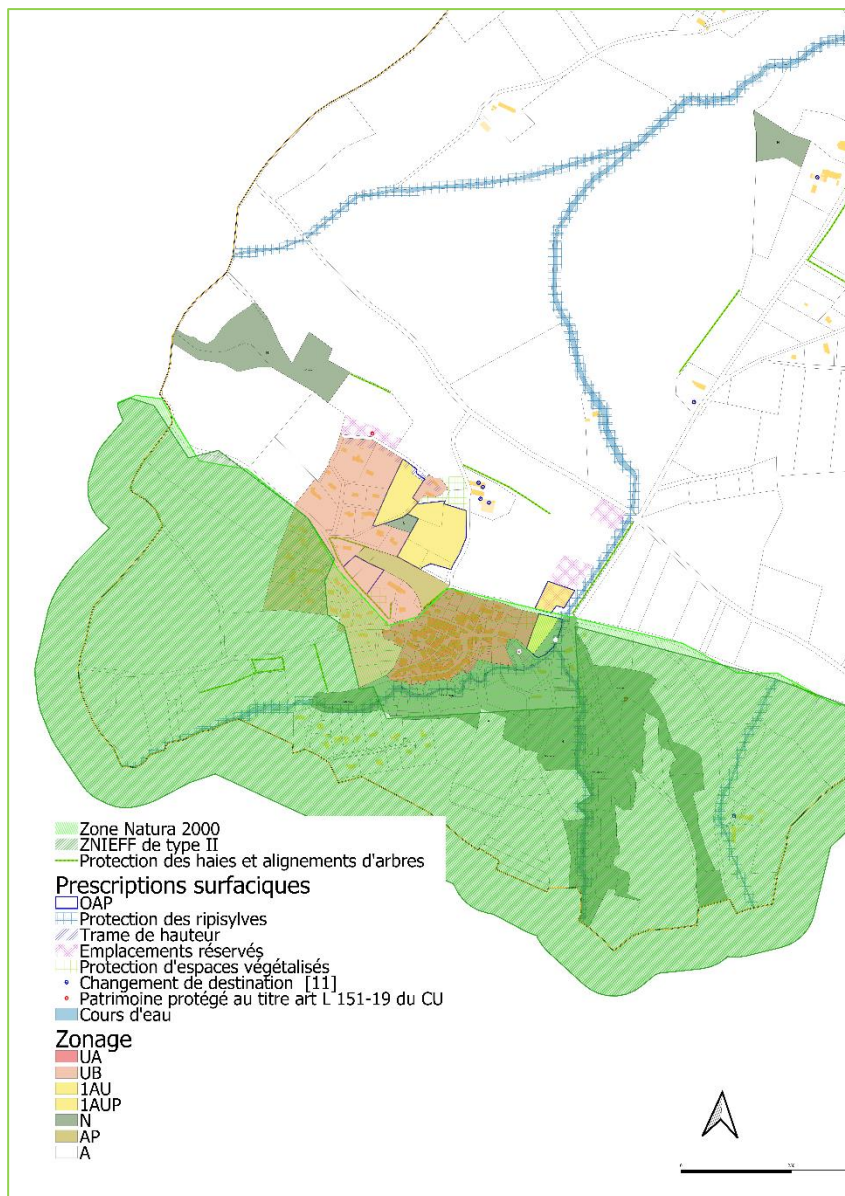 Zone Natura 2000
ZNIEFF de type II
Protection des haies et alignements d'arbres
Prescriptions surfaciques
OAP
Protection des ripisylves
Trame de hauteur
Emplacements réservés
Protection d'espaces végétalisés
Changement de destination [11]
Patrimoine protégé au titre art L 151-19 du CU
Cours d'eau
Zonage
UA
UB
1AU
1AUP
N
AP
A